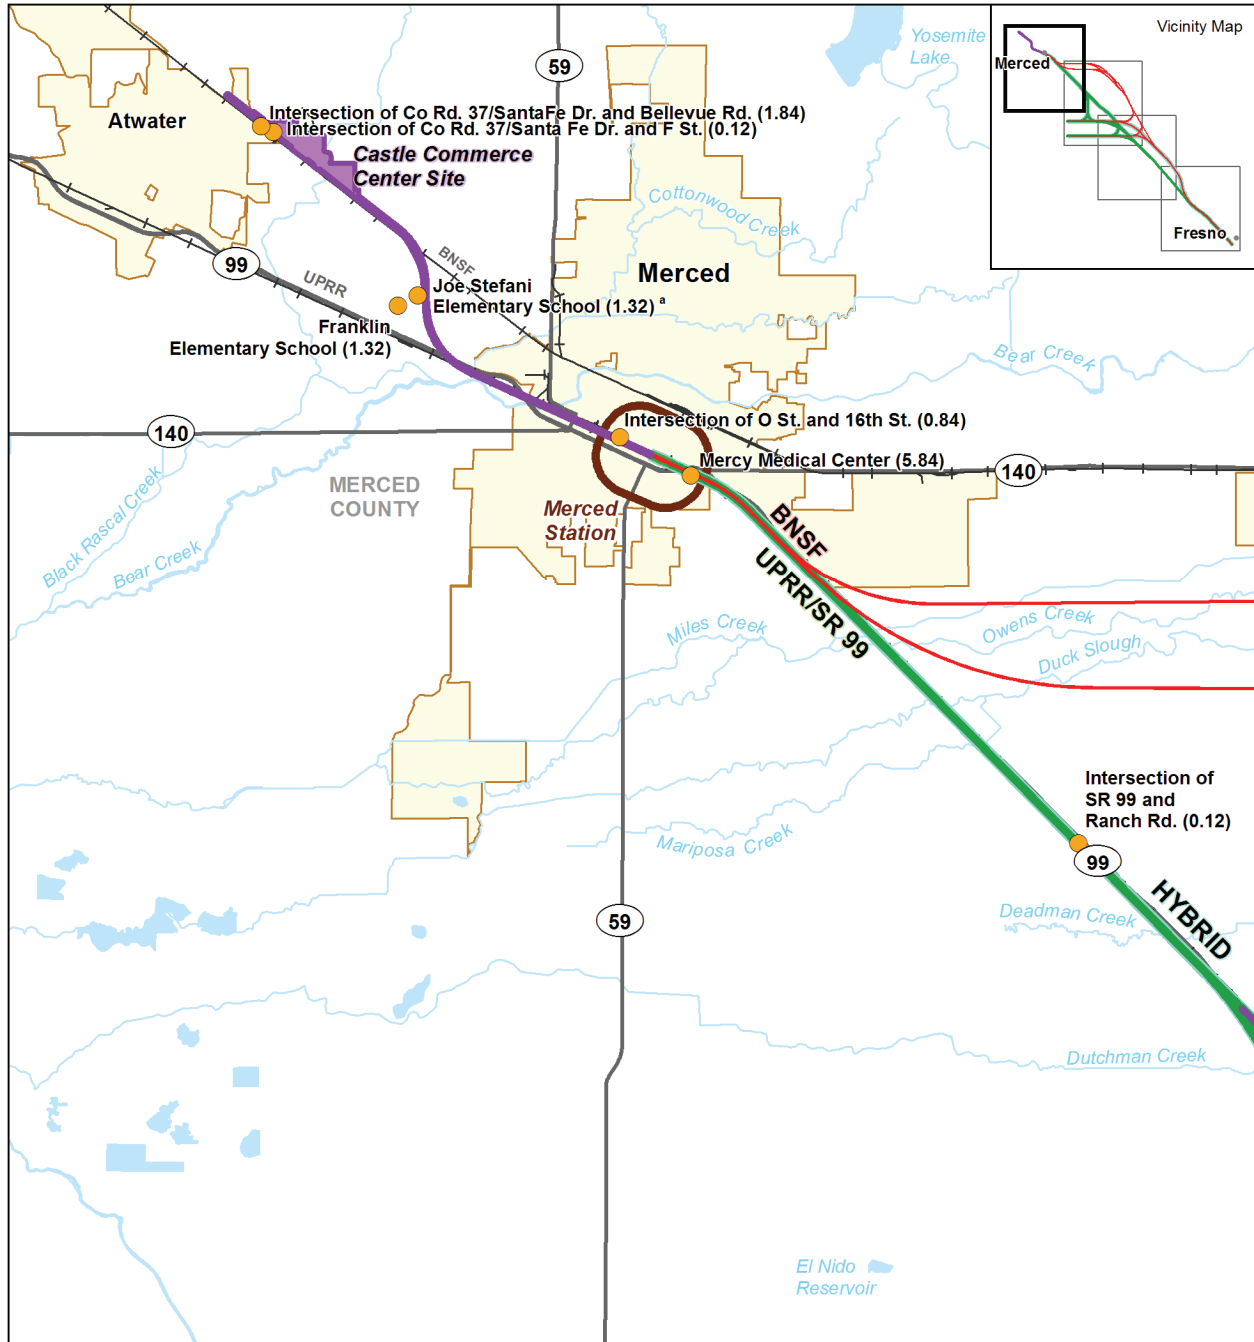 Yosemite
Lake
Vicinity Map
Merced
Fresno
59
Atwater
Intersection of Co Rd. 37/SantaFe Dr. and Bellevue Rd. (1.84)
Intersection of Co Rd. 37/Santa Fe Dr. and F St. (0.12)
Castle Commerce
Center Site
Cottonwood Creek
99
UPRR
BNSF
Merced
Joe Stefani
Elementary School (1.32) a
Franklin
Elementary School (1.32)
Bear Creek
140
Intersection of O St. and 16th St. (0.84)
Mercy Medical Center (5.84)
140
MERCED
COUNTY
Black Rascal Creek
Bear Creek
Merced
Station
BNSF
UPRR/SR 99
Miles Creek
Owens Creek
Duck Slough
Intersection of
SR 99 and
Ranch Rd. (0.12)
Mariposa Creek
99
HYBRID
59
Deadman Creek
Dutchman Creek
El Nido
Reservoir